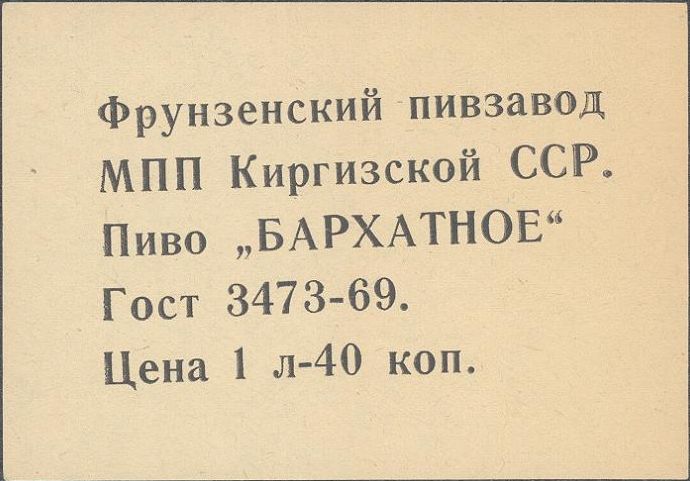 Фрунзенский пивзавод
МПП Киргизской ССР.
Пиво „БАРХАТНОЕ“
Гост 3473-69.
Цена 1 л-40 коп.